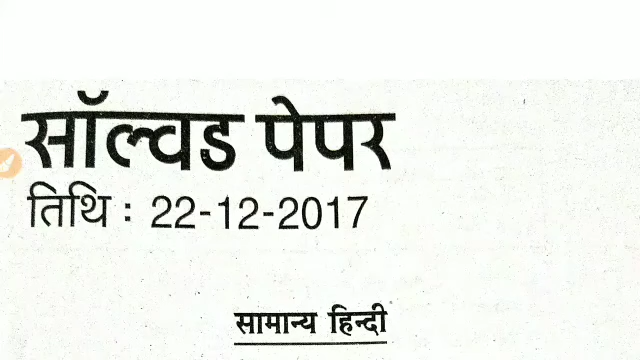 सॉल्वड पेपर
तिथि : 22-12-2017
सामान्य हिन्दी